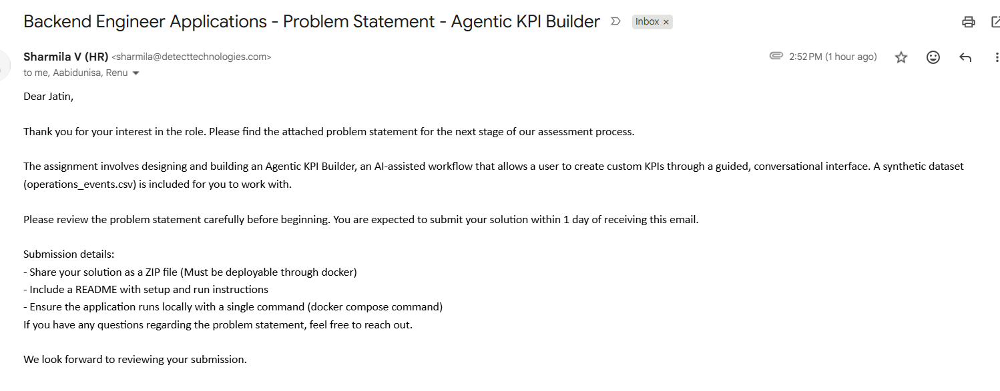 Backend Engineer Applications - Problem Statement - Agentic KPI Builder Inbox ×
Sharmila V (HR) <sharmila@detecttechnologies.com> 2:52 PM (1 hour ago)
to me, Aabidunisa, Renu
Dear Jatin,
Thank you for your interest in the role. Please find the attached problem statement for the next stage of our assessment process.
The assignment involves designing and building an Agentic KPI Builder, an AI-assisted workflow that allows a user to create custom KPIs through a guided, conversational interface. A synthetic dataset
(operations_events.csv) is included for you to work with.
Please review the problem statement carefully before beginning. You are expected to submit your solution within 1 day of receiving this email.
Submission details:
- Share your solution as a ZIP file (Must be deployable through docker)
- Include a README with setup and run instructions
- Ensure the application runs locally with a single command (docker compose command)
If you have any questions regarding the problem statement, feel free to reach out.
We look forward to reviewing your submission.